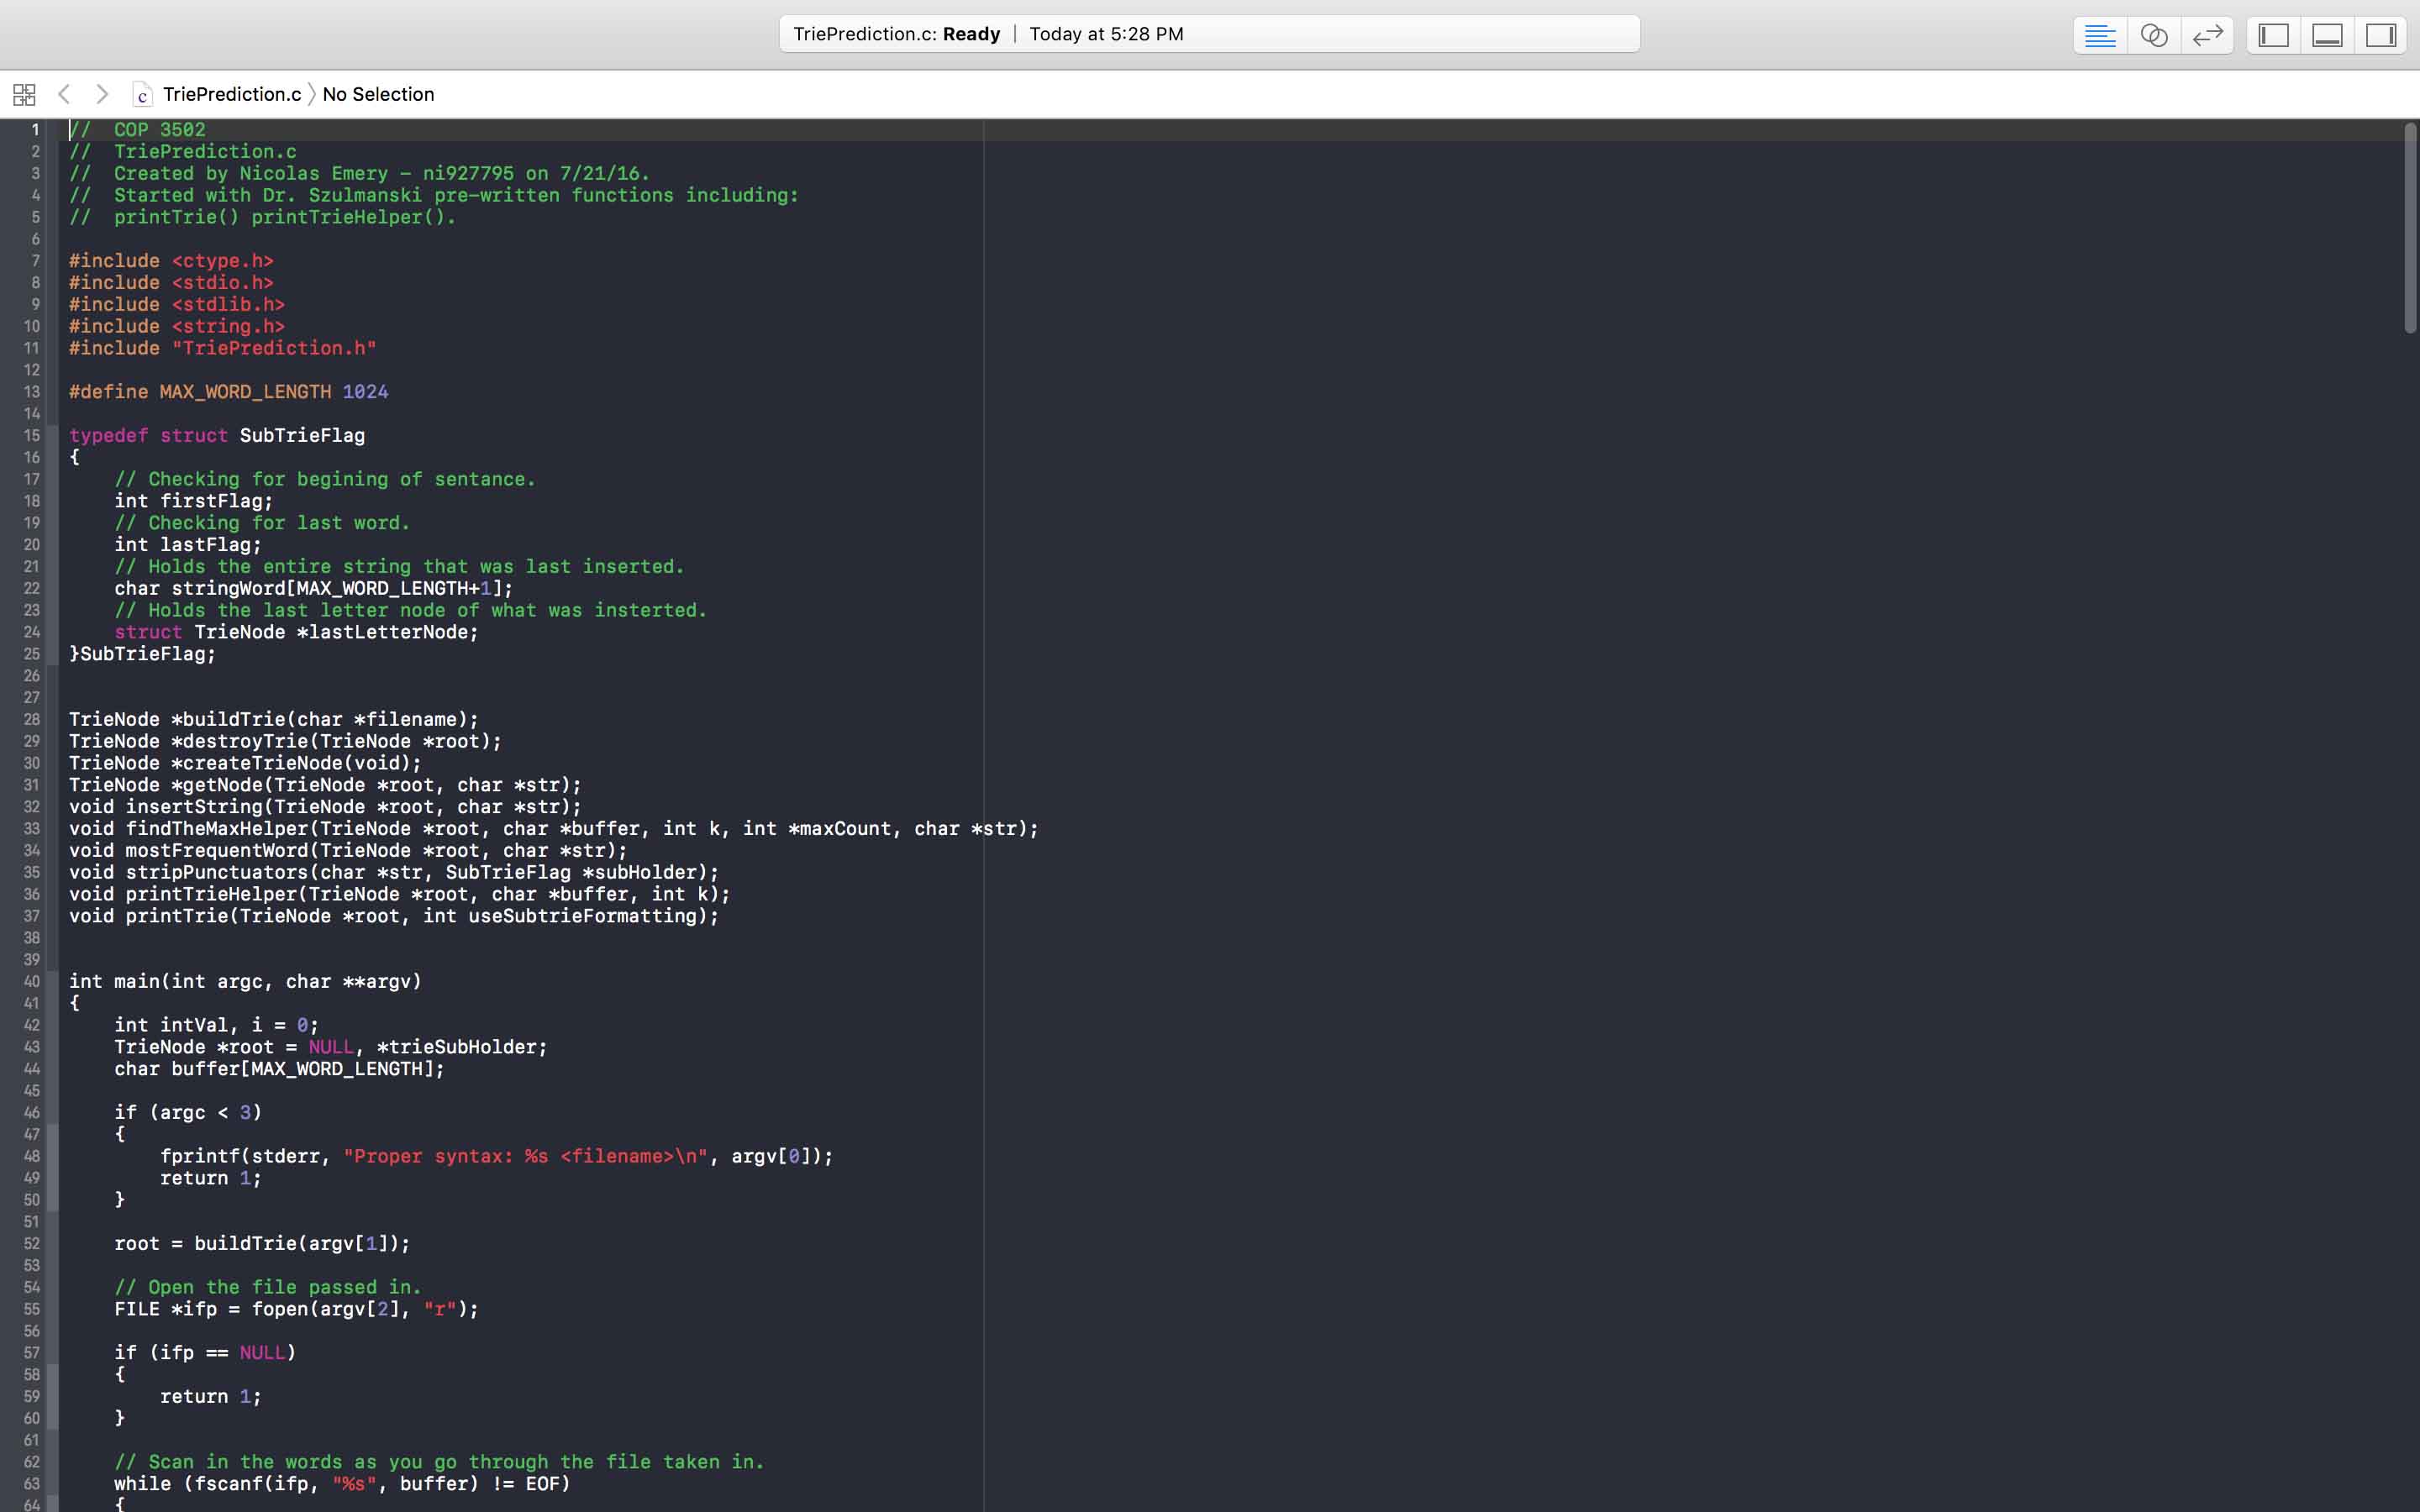 TriePrediction.c: Ready | Today at 5:28 PM
c TriePrediction.c No Selection
1 //  COP 3502
2 //  TriePrediction.c
3 //  Created by Nicolas Emery – ni927795 on 7/21/16.
4 //  Started with Dr. Szulmanski pre-written functions including:
5 //  printTrie() printTrieHelper().
6
7 #include <ctype.h>
8 #include <stdio.h>
9 #include <stdlib.h>
10 #include <string.h>
11 #include "TriePrediction.h"
12
13 #define MAX_WORD_LENGTH 1024
14
15 typedef struct SubTrieFlag
16 {
17     // Checking for begining of sentance.
18     int firstFlag;
19     // Checking for last word.
20     int lastFlag;
21     // Holds the entire string that was last inserted.
22     char stringWord[MAX_WORD_LENGTH+1];
23     // Holds the last letter node of what was insterted.
24     struct TrieNode *lastLetterNode;
25 }SubTrieFlag;
26
27
28 TrieNode *buildTrie(char *filename);
29 TrieNode *destroyTrie(TrieNode *root);
30 TrieNode *createTrieNode(void);
31 TrieNode *getNode(TrieNode *root, char *str);
32 void insertString(TrieNode *root, char *str);
33 void findTheMaxHelper(TrieNode *root, char *buffer, int k, int *maxCount, char *str);
34 void mostFrequentWord(TrieNode *root, char *str);
35 void stripPunctuators(char *str, SubTrieFlag *subHolder);
36 void printTrieHelper(TrieNode *root, char *buffer, int k);
37 void printTrie(TrieNode *root, int useSubtrieFormatting);
38
39
40 int main(int argc, char **argv)
41 {
42     int intVal, i = 0;
43     TrieNode *root = NULL, *trieSubHolder;
44     char buffer[MAX_WORD_LENGTH];
45
46     if (argc < 3)
47     {
48         fprintf(stderr, "Proper syntax: %s <filename>\n", argv[0]);
49         return 1;
50     }
51
52     root = buildTrie(argv[1]);
53
54     // Open the file passed in.
55     FILE *ifp = fopen(argv[2], "r");
56
57     if (ifp == NULL)
58     {
59         return 1;
60     }
61
62     // Scan in the words as you go through the file taken in.
63     while (fscanf(ifp, "%s", buffer) != EOF)
64     {